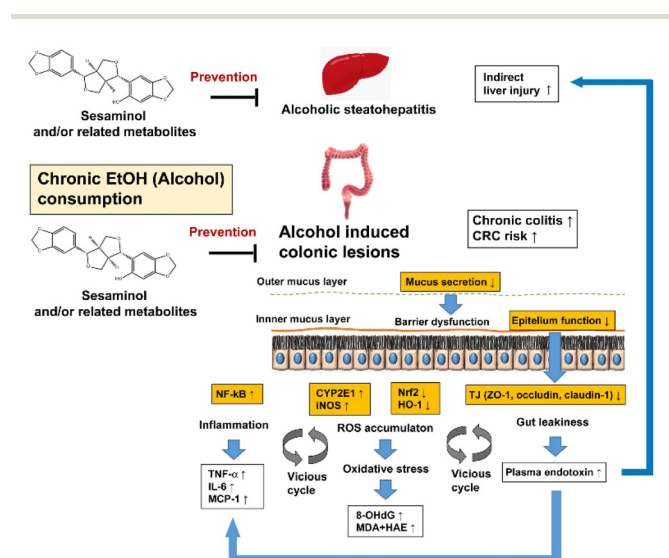 Prevention
Sesaminol
and/or related metabolites
Alcoholic steatohepatitis
Indirect
liver injury ↑
Chronic EtOH (Alcohol)
consumption
Prevention
Alcohol induced
colonic lesions
Chronic colitis ↑
CRC risk ↑
HO
H
H
O
O
O
O
O
O
Sesaminol
and/or related metabolites
Outer mucus layer
Mucus secretion ↓
Innner mucus layer
Barrier dysfunction
Epitelium function ↓
NF-kB ↑
CYP2E1 ↑
iNOS ↑
Nrf2 ↓
HO-1 ↓
TJ (ZO-1, occludin, claudin-1) ↓
Inflammation
ROS accumulaton
Gut leakiness
Vicious
cycle
Oxidative stress
Vicious
cycle
Plasma endotoxin ↑
TNF-α ↑
IL-6 ↑
MCP-1 ↑
8-OHdG ↑
MDA+HAE ↑